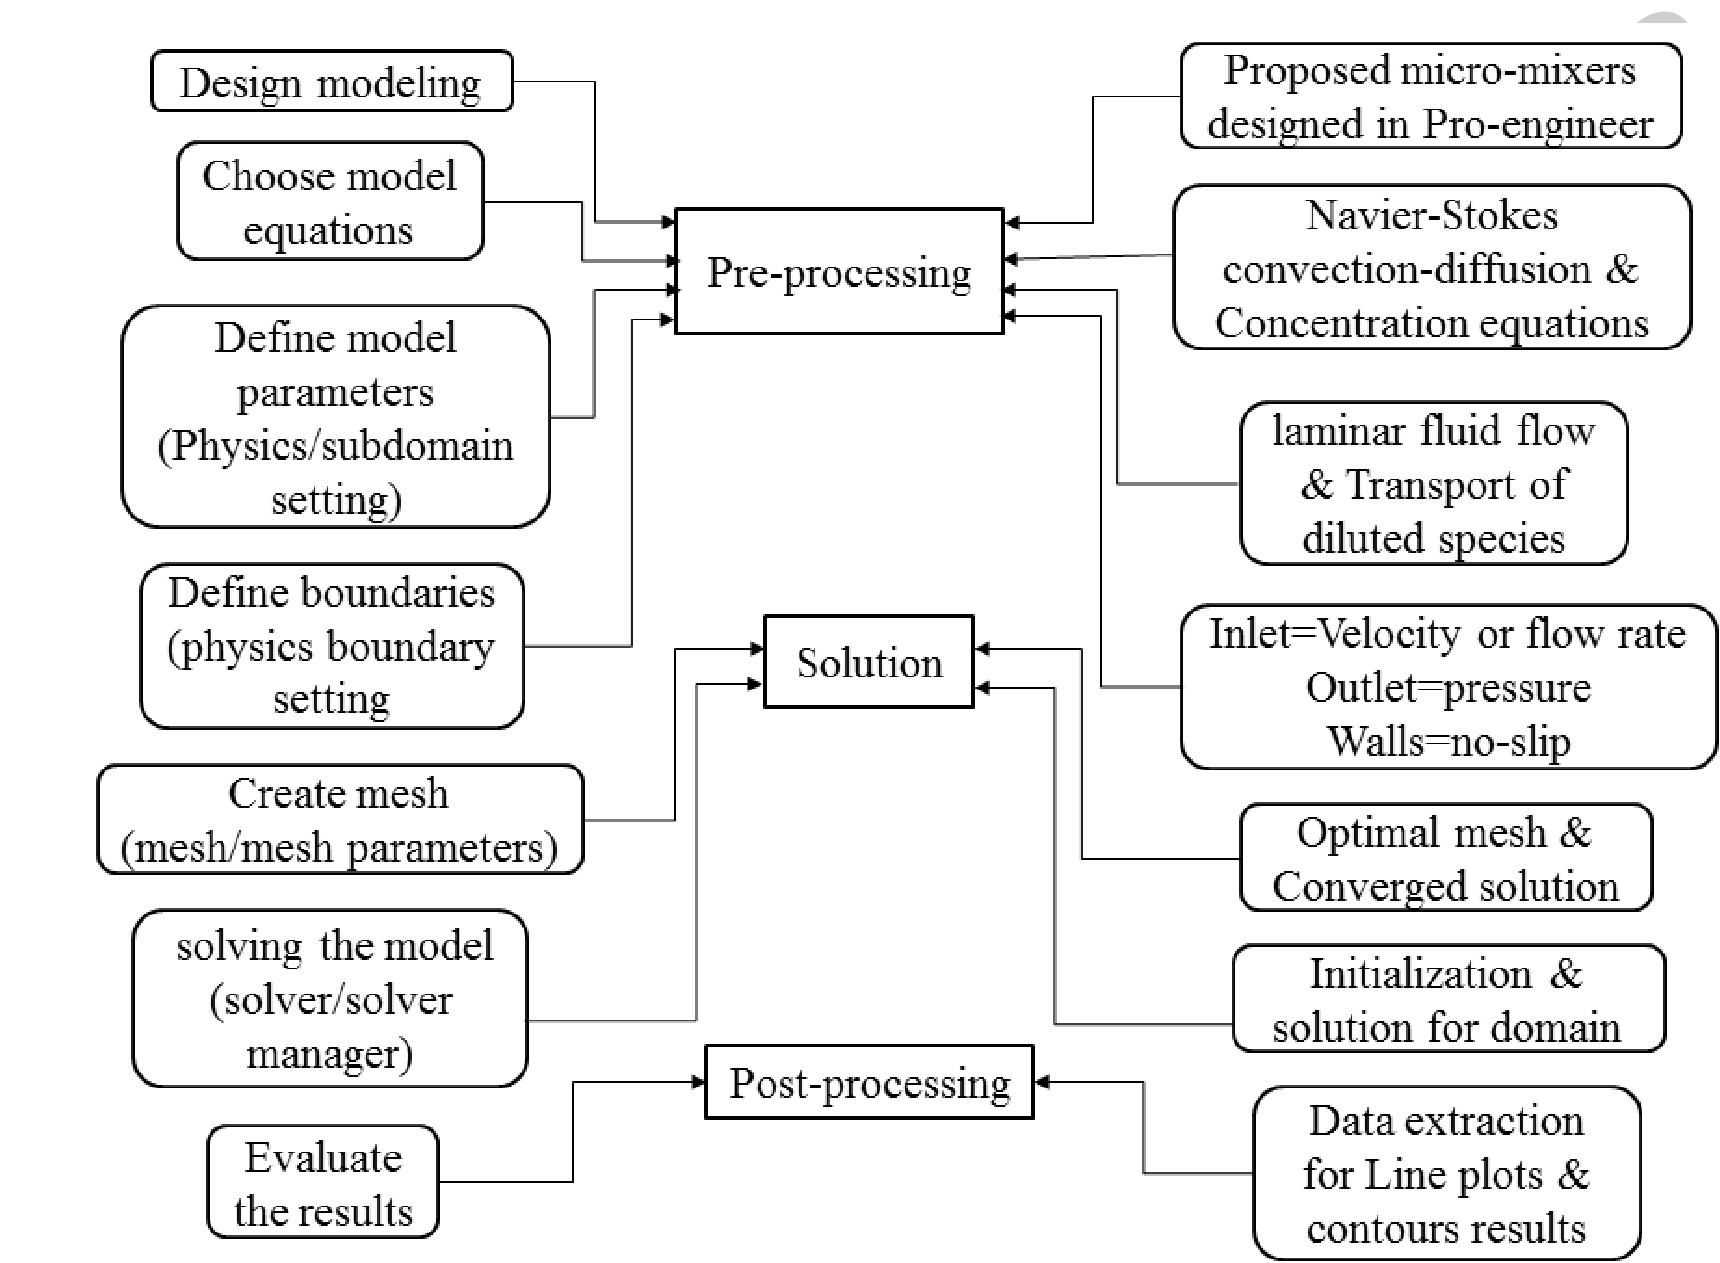 Design modeling
Choose model
equations
Define model
parameters
(Physics/subdomain
setting)
Define boundaries
(physics boundary
setting
Create mesh
(mesh/mesh parameters)
solving the model
(solver/solver
manager)
Evaluate
the results
Pre-processing
Solution
Post-processing
Proposed micro-mixers
designed in Pro-engineer
Navier-Stokes
convection-diffusion &
Concentration equations
laminar fluid flow
& Transport of
diluted species
Inlet=Velocity or flow rate
Outlet=pressure
Walls=no-slip
Optimal mesh &
Converged solution
Initialization &
solution for domain
Data extraction
for Line plots &
contours results